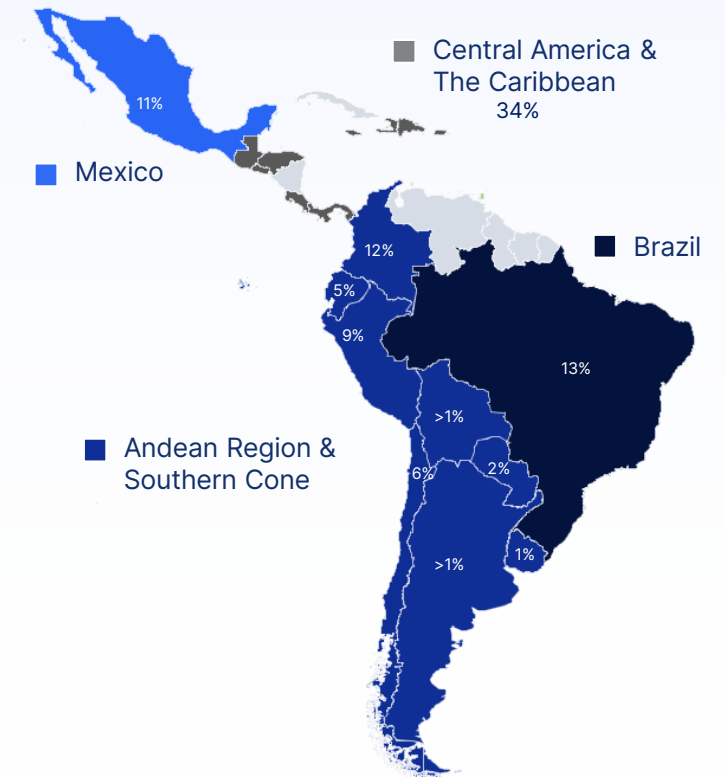 Central America &
The Caribbean
34%
11%
Mexico
Brazil
12%
5%
9%
13%
>1%
Andean Region &
Southern Cone
6%
2%
1%
>1%